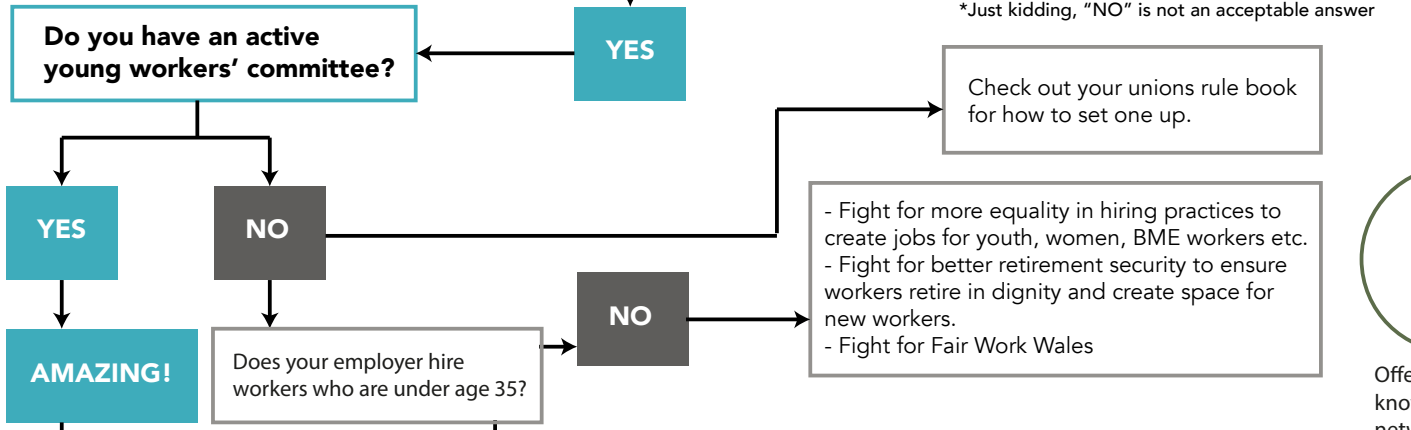 *Just kidding, “NO” is not an acceptable answer
Do you have an active
young workers’ committee?
YES
Check out your unions rule book
for how to set one up.
YES
NO
- Fight for more equality in hiring practices to
create jobs for youth, women, BME workers etc.
- Fight for better retirement security to ensure
workers retire in dignity and create space for
new workers.
- Fight for Fair Work Wales
NO
AMAZING!
Does your employer hire
workers who are under age 35?